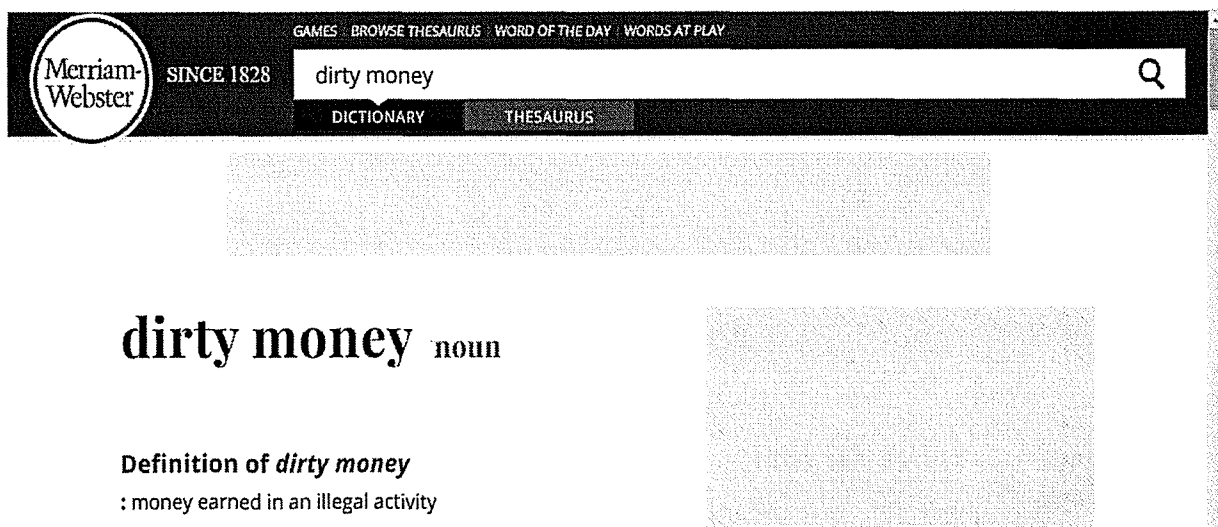 GAMES BROWSE THESAURUS WORD OF THE DAY WORDS AT PLAY
Merriam-
Webster
SINCE 1828
dirty money
DICTIONARY THESAURUS
dirty money noun
Definition of dirty money
: money earned in an illegal activity